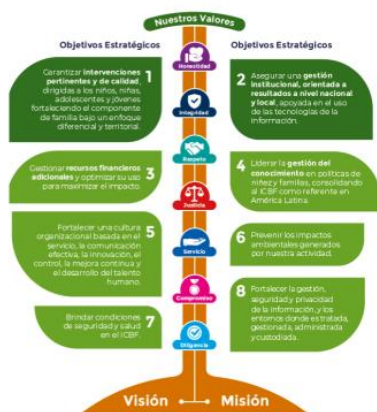 Nuestros Valores
Objetivos Estratégicos
Objetivos Estratégicos
Honestidad
1
Garantizar intervenciones
pertinentes y de calidad,
dirigidas a los niños, niñas,
adolescentes y jóvenes
fortaleciendo el componente
de familia bajo un enfoque
diferencial y territorial.
2
Asegurar una gestión
institucional, orientada a
resultados a nivel nacional
y local, apoyada en el uso
de las tecnologías de la
información.
Integridad
Respeto
3
Gestionar recursos financieros
adicionales y optimizar su uso
para maximizar el impacto.
4
Liderar la gestión del
conocimiento en políticas de
niñez y familias, consolidando
al ICBF como referente en
América Latina.
Justicia
5
Fortalecer una cultura
organizacional basada en el
servicio, la comunicación
efectiva, la innovación, el
control, la mejora continua y
el desarrollo del talento
humano.
Servicio
6
Prevenir los impactos
ambientales generados
por nuestra actividad.
Compromiso
7
Brindar condiciones
de seguridad y salud
en el ICBF.
8
Fortalecer la gestión,
seguridad y privacidad
de la información, y los
entornos donde es tratada,
gestionada, administrada
y custodiada.
Diligencia
Visión
Misión